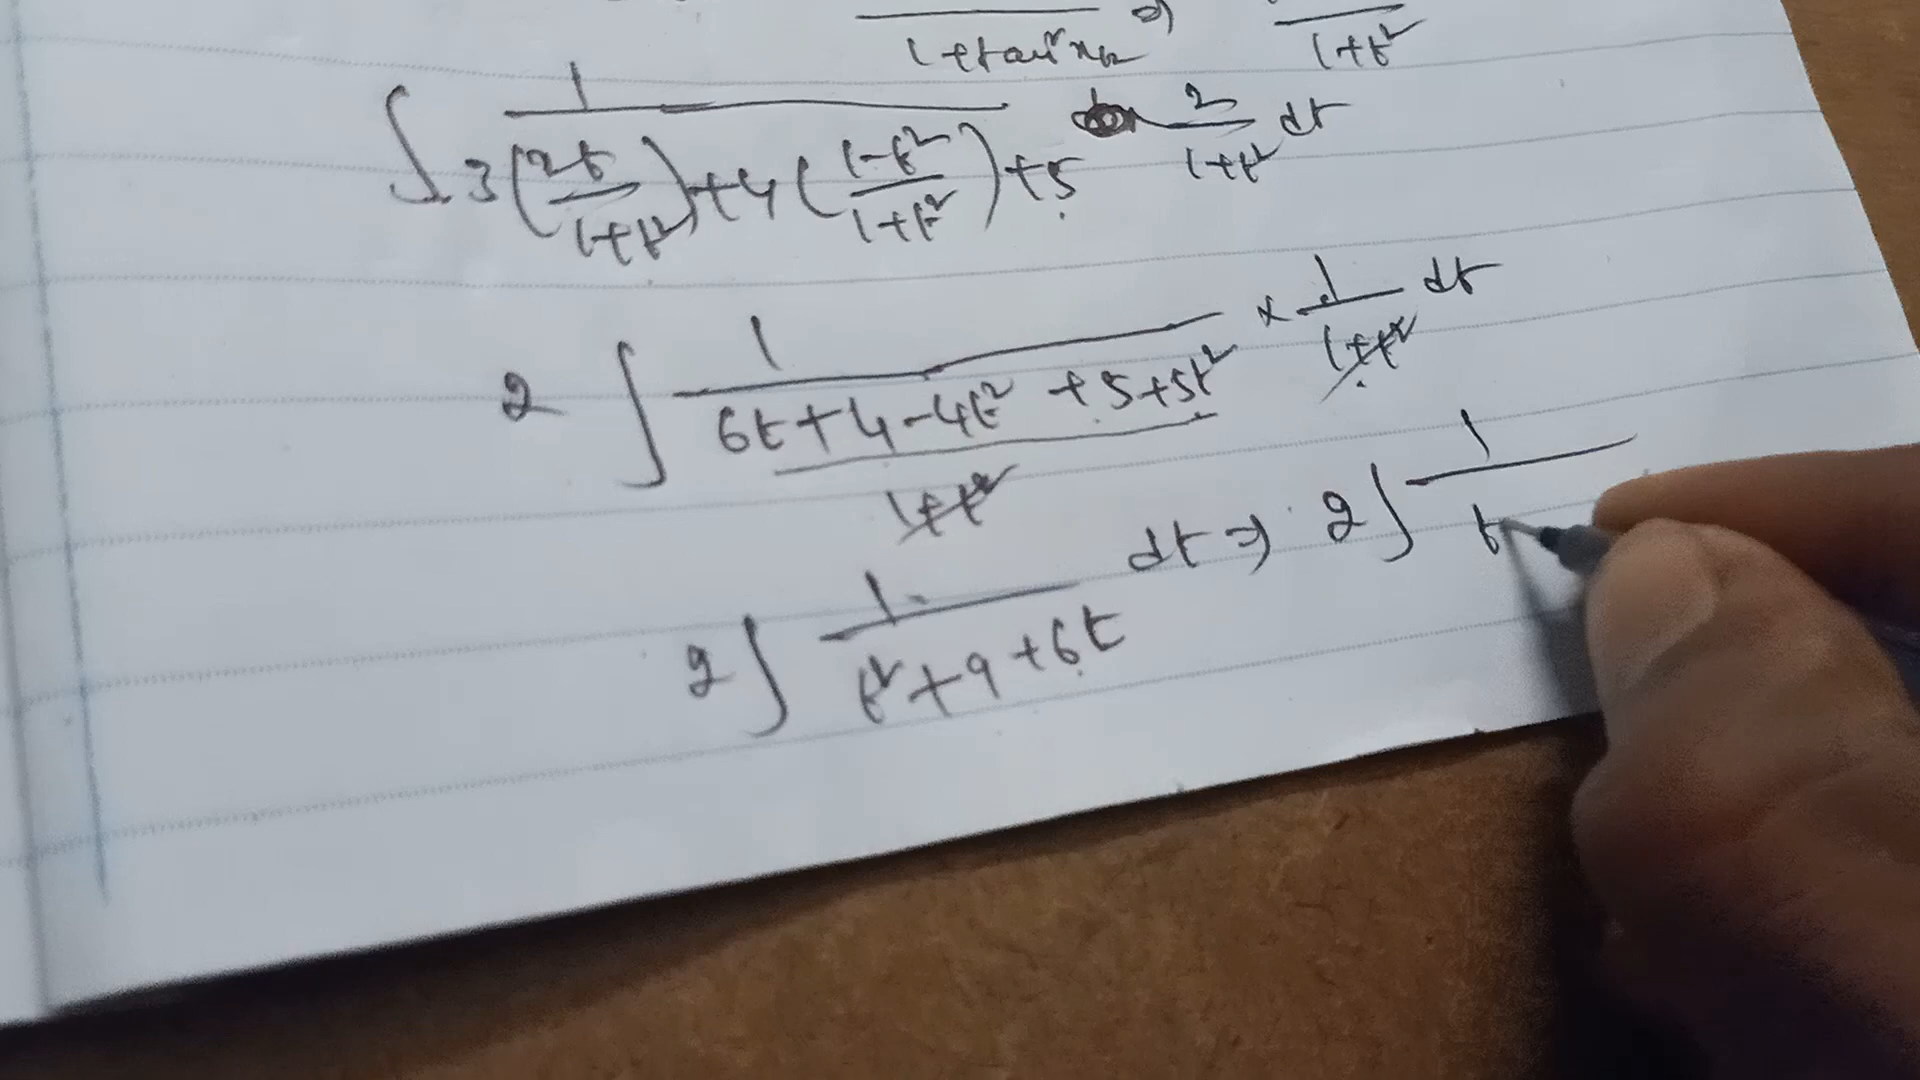 1+tan²x/2 ⇒ 1+t²
∫ 1/(3(2t/(1+t²))+4((1-t²)/(1+t²))+5) 2/(1+t²) dt
2 ∫ 1/((6t+4-4t²+5+5t²)/(1+t²)) × 1/(1+t²) dt
2∫ 1/(t²+9+6t) dt ⇒ 2∫ 1/t